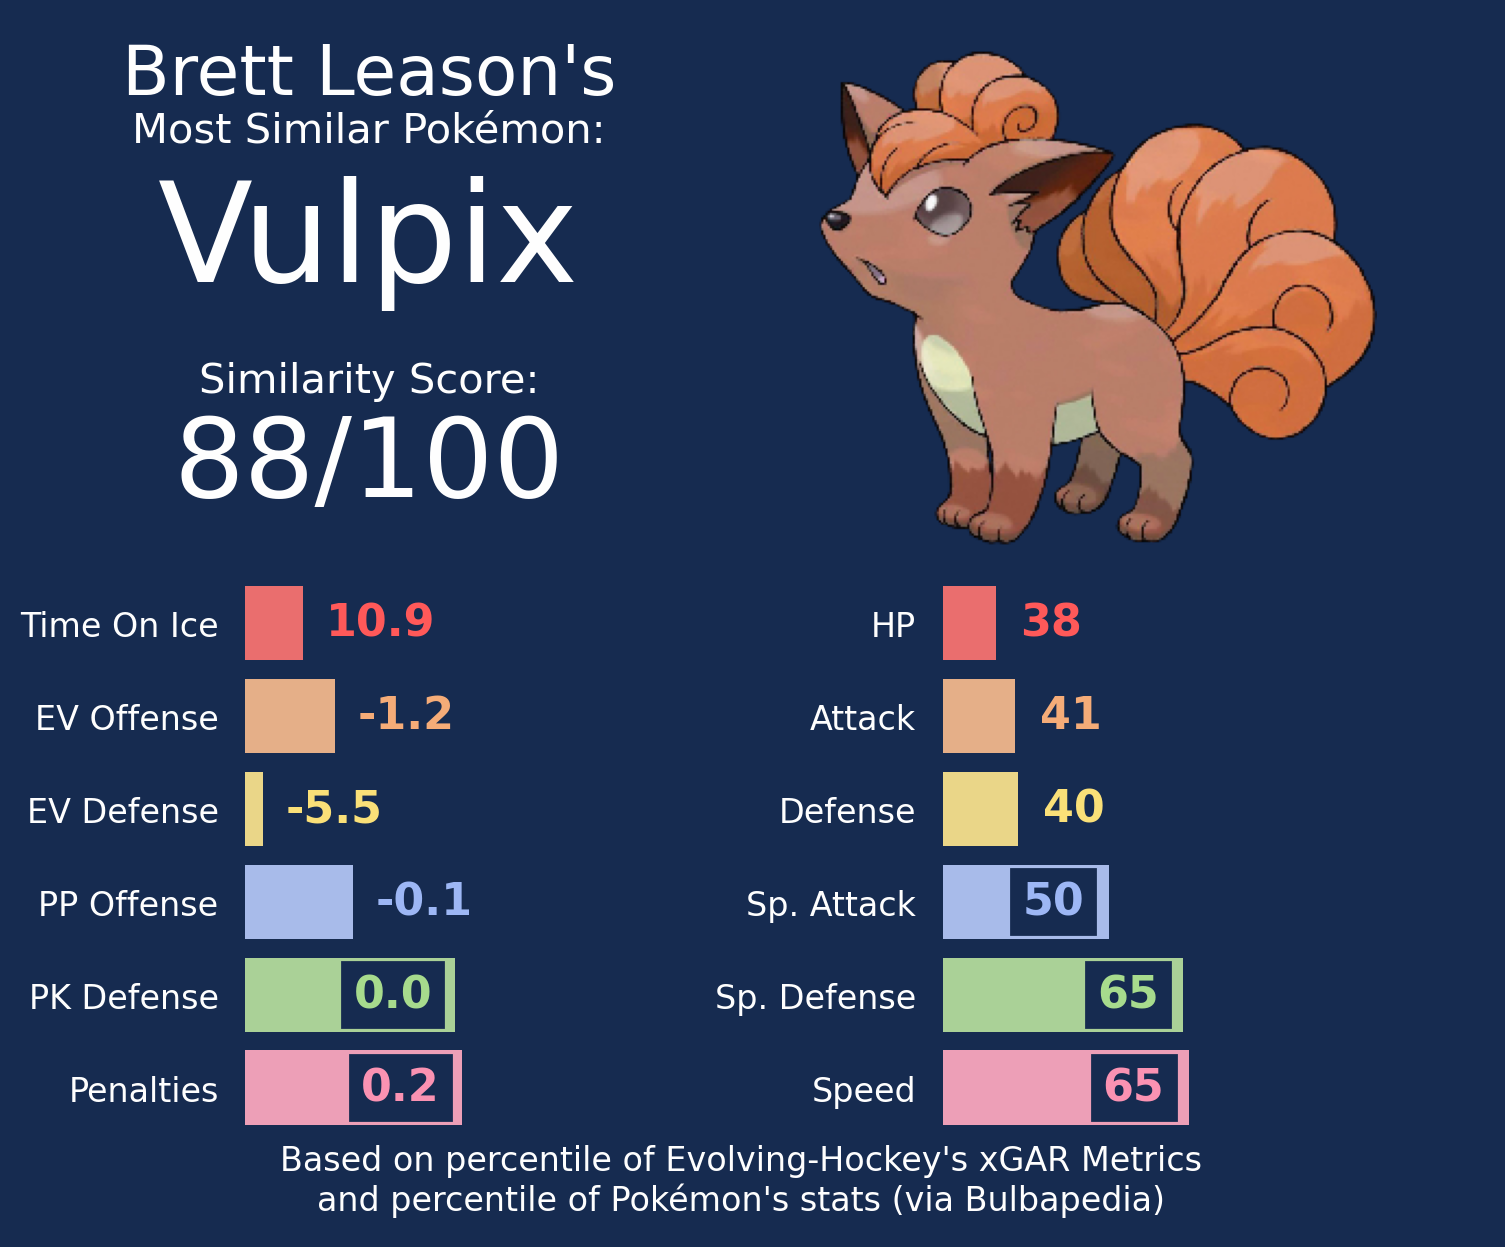 Brett Leason's
Most Similar Pokémon:
Vulpix
Similarity Score:
88/100
Time On Ice 10.9
EV Offense -1.2
EV Defense -5.5
PP Offense -0.1
PK Defense 0.0
Penalties 0.2
HP 38
Attack 41
Defense 40
Sp. Attack 50
Sp. Defense 65
Speed 65
Based on percentile of Evolving-Hockey's xGAR Metrics
and percentile of Pokémon's stats (via Bulbapedia)